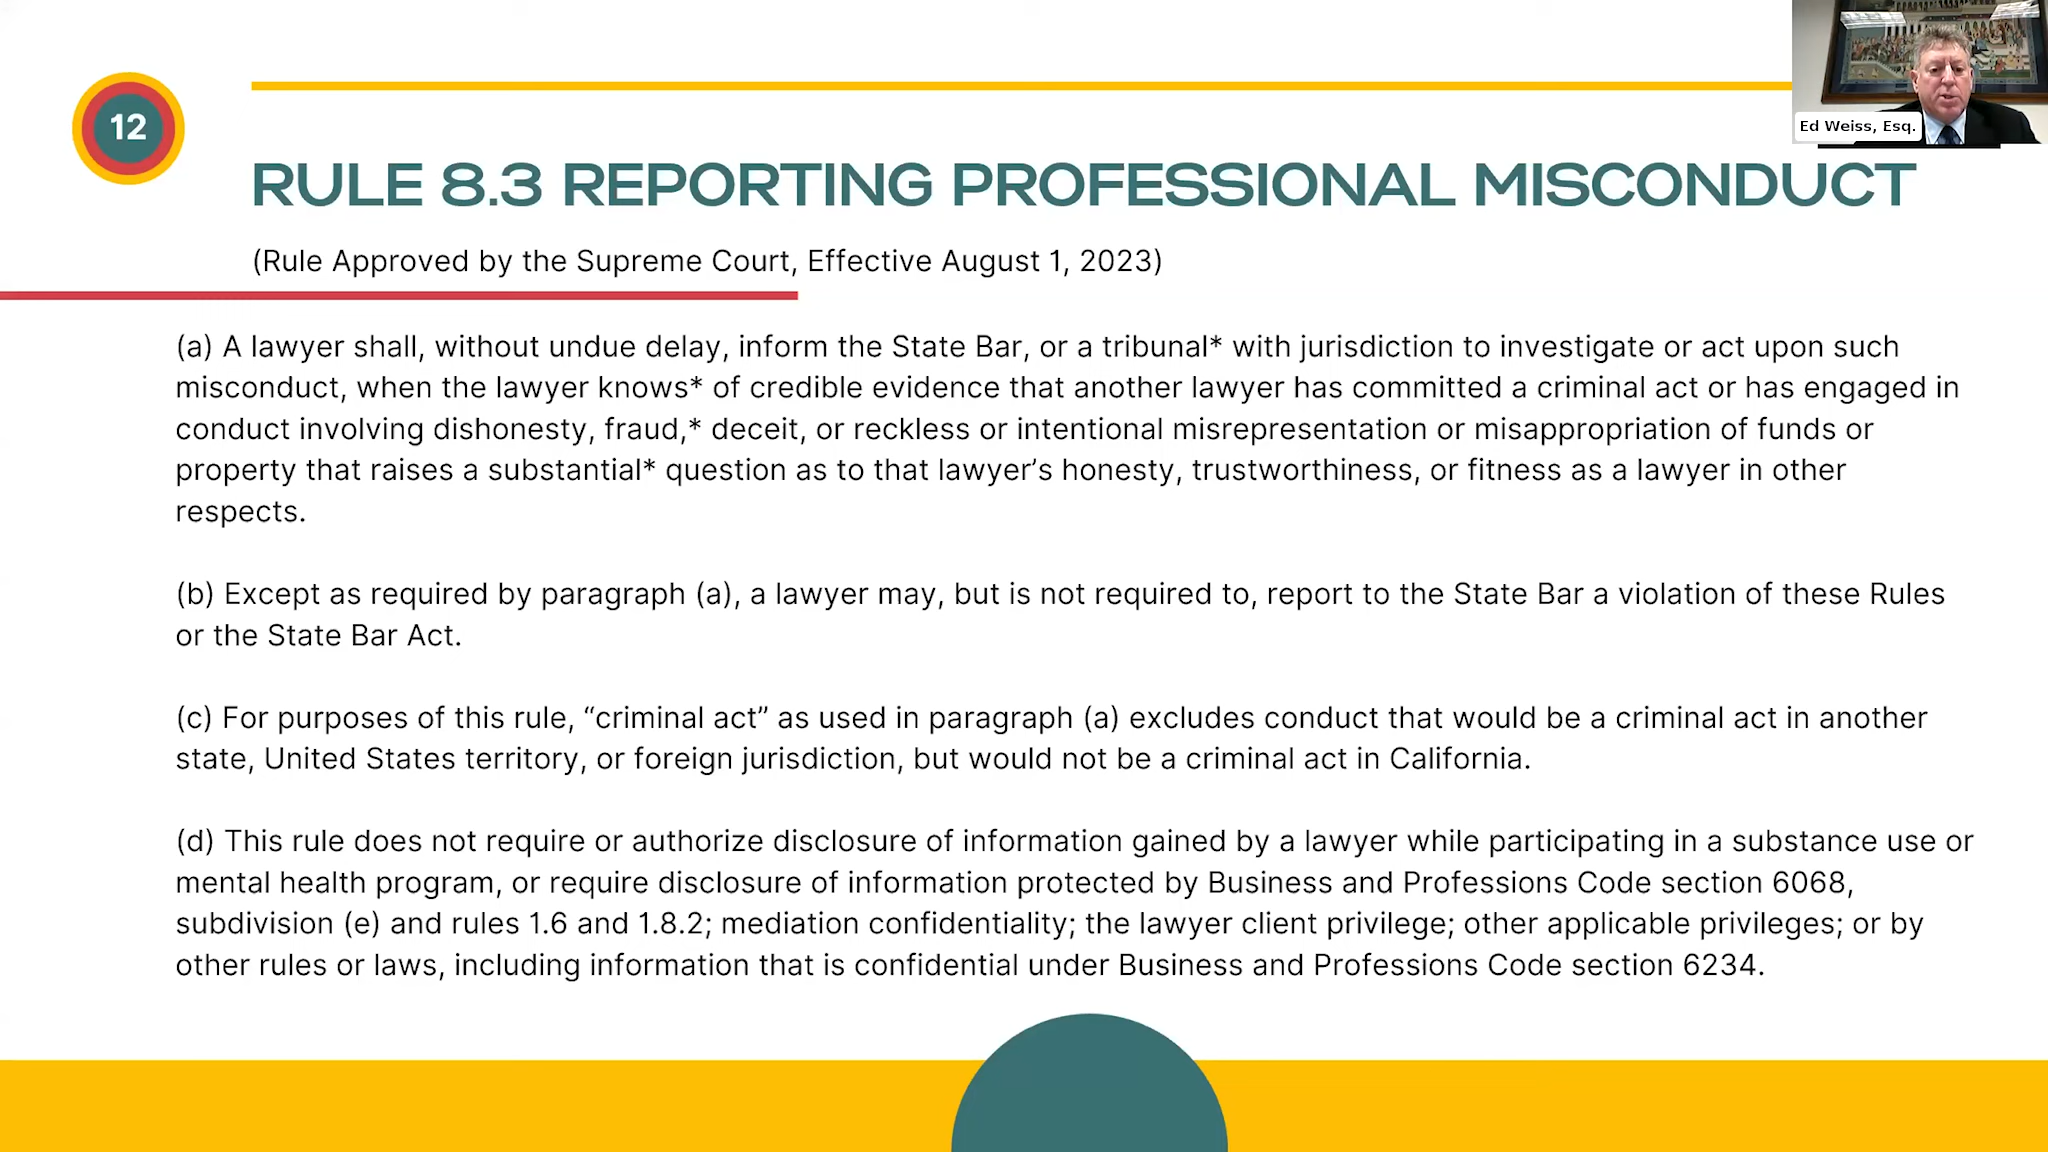 12
Ed Weiss, Esq.
RULE 8.3 REPORTING PROFESSIONAL MISCONDUCT
(Rule Approved by the Supreme Court, Effective August 1, 2023)
(a) A lawyer shall, without undue delay, inform the State Bar, or a tribunal* with jurisdiction to investigate or act upon such
misconduct, when the lawyer knows* of credible evidence that another lawyer has committed a criminal act or has engaged in
conduct involving dishonesty, fraud,* deceit, or reckless or intentional misrepresentation or misappropriation of funds or
property that raises a substantial* question as to that lawyer’s honesty, trustworthiness, or fitness as a lawyer in other
respects.
(b) Except as required by paragraph (a), a lawyer may, but is not required to, report to the State Bar a violation of these Rules
or the State Bar Act.
(c) For purposes of this rule, “criminal act” as used in paragraph (a) excludes conduct that would be a criminal act in another
state, United States territory, or foreign jurisdiction, but would not be a criminal act in California.
(d) This rule does not require or authorize disclosure of information gained by a lawyer while participating in a substance use or
mental health program, or require disclosure of information protected by Business and Professions Code section 6068,
subdivision (e) and rules 1.6 and 1.8.2; mediation confidentiality; the lawyer client privilege; other applicable privileges; or by
other rules or laws, including information that is confidential under Business and Professions Code section 6234.